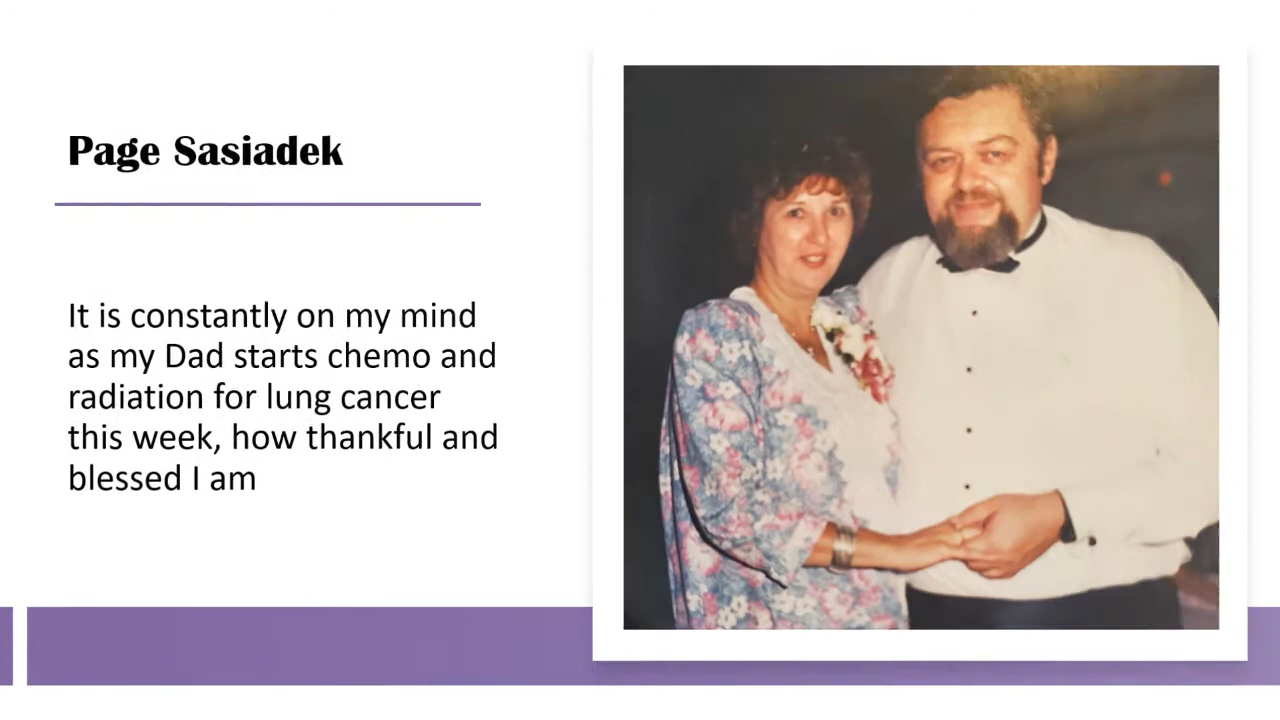 Page Sasiadek
It is constantly on my mind
as my Dad starts chemo and
radiation for lung cancer
this week, how thankful and
blessed I am